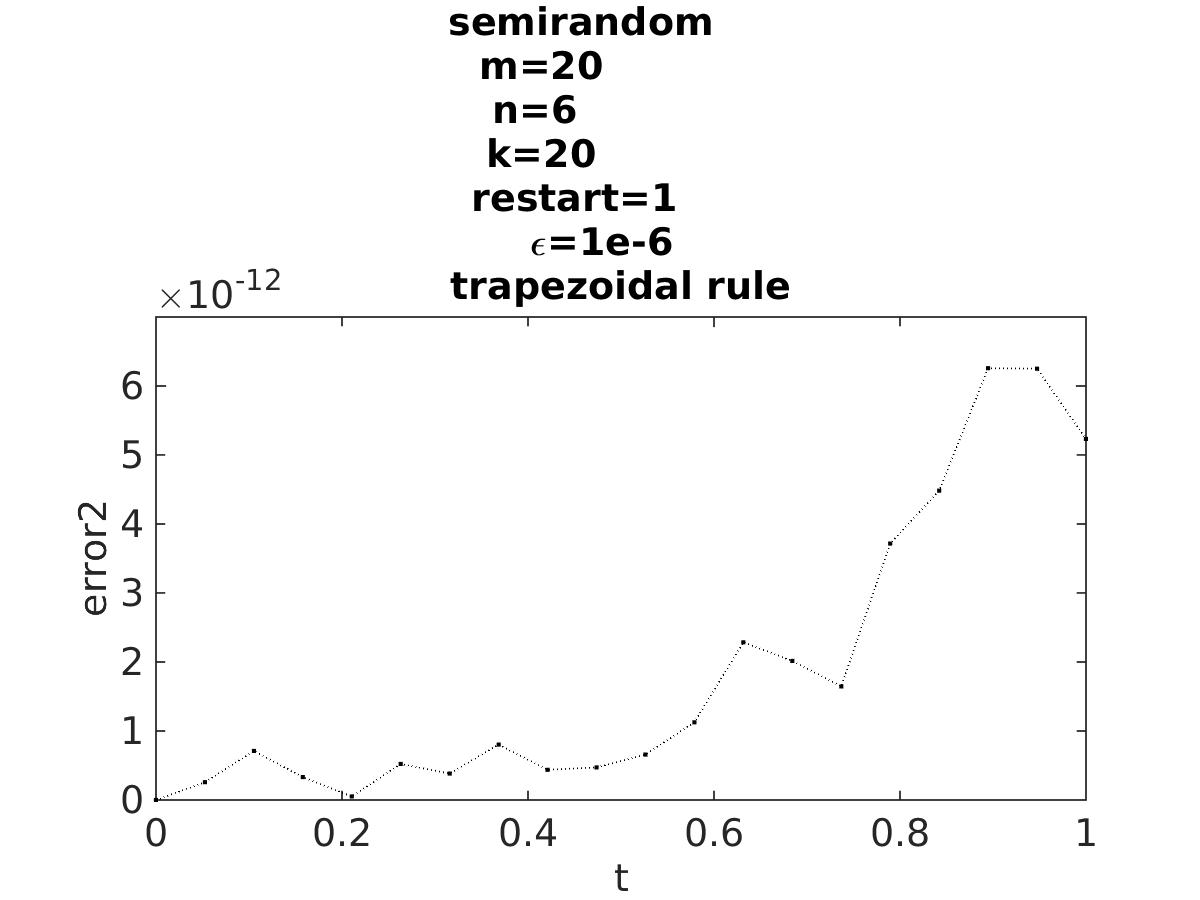 semirandom
m=20
n=6
k=20
restart=1
ϵ=1e-6
trapezoidal rule
×10^-12
6
5
4
3
2
1
0
error2
0 0.2 0.4 0.6 0.8 1
t